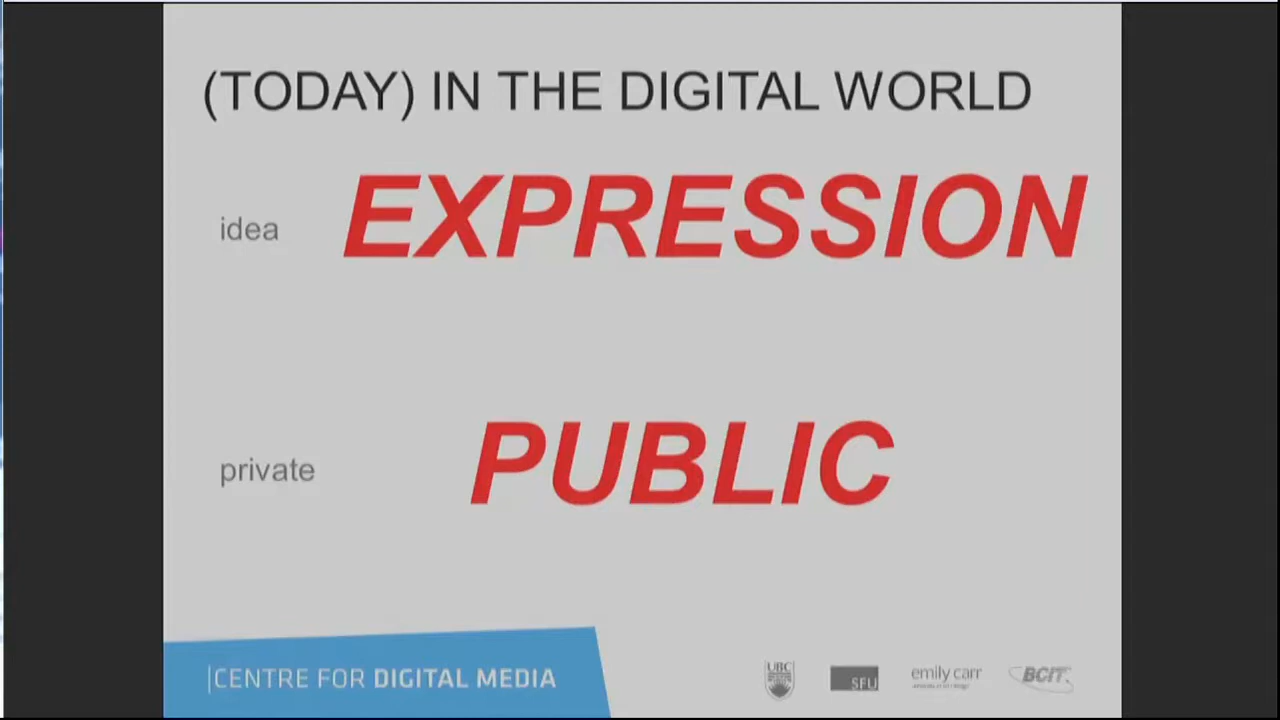 (TODAY) IN THE DIGITAL WORLD
idea EXPRESSION
private PUBLIC
CENTRE FOR DIGITAL MEDIA
UBC
SFU
emily carr
BCIT